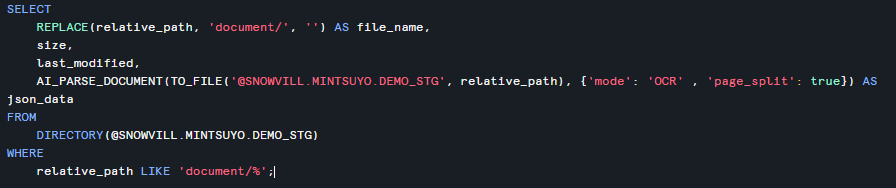 SELECT
    REPLACE(relative_path, 'document/', '') AS file_name,
    size,
    last_modified,
    AI_PARSE_DOCUMENT(TO_FILE('@SNOWVILL.MINTSUYO.DEMO_STG', relative_path), {'mode': 'OCR' , 'page_split': true}) AS
json_data
FROM
    DIRECTORY(@SNOWVILL.MINTSUYO.DEMO_STG)
WHERE
    relative_path LIKE 'document/%';